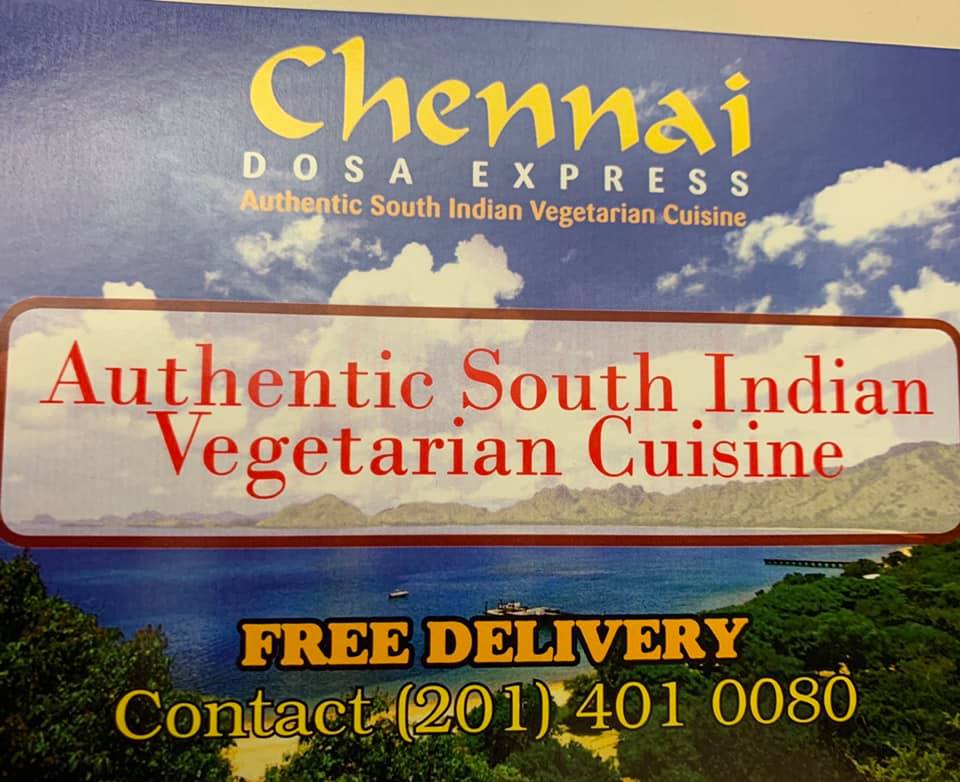 Chennai
DOSA EXPRESS
Authentic South Indian Vegetarian Cuisine
Authentic South Indian
Vegetarian Cuisine
FREE DELIVERY
Contact (201) 401 0080